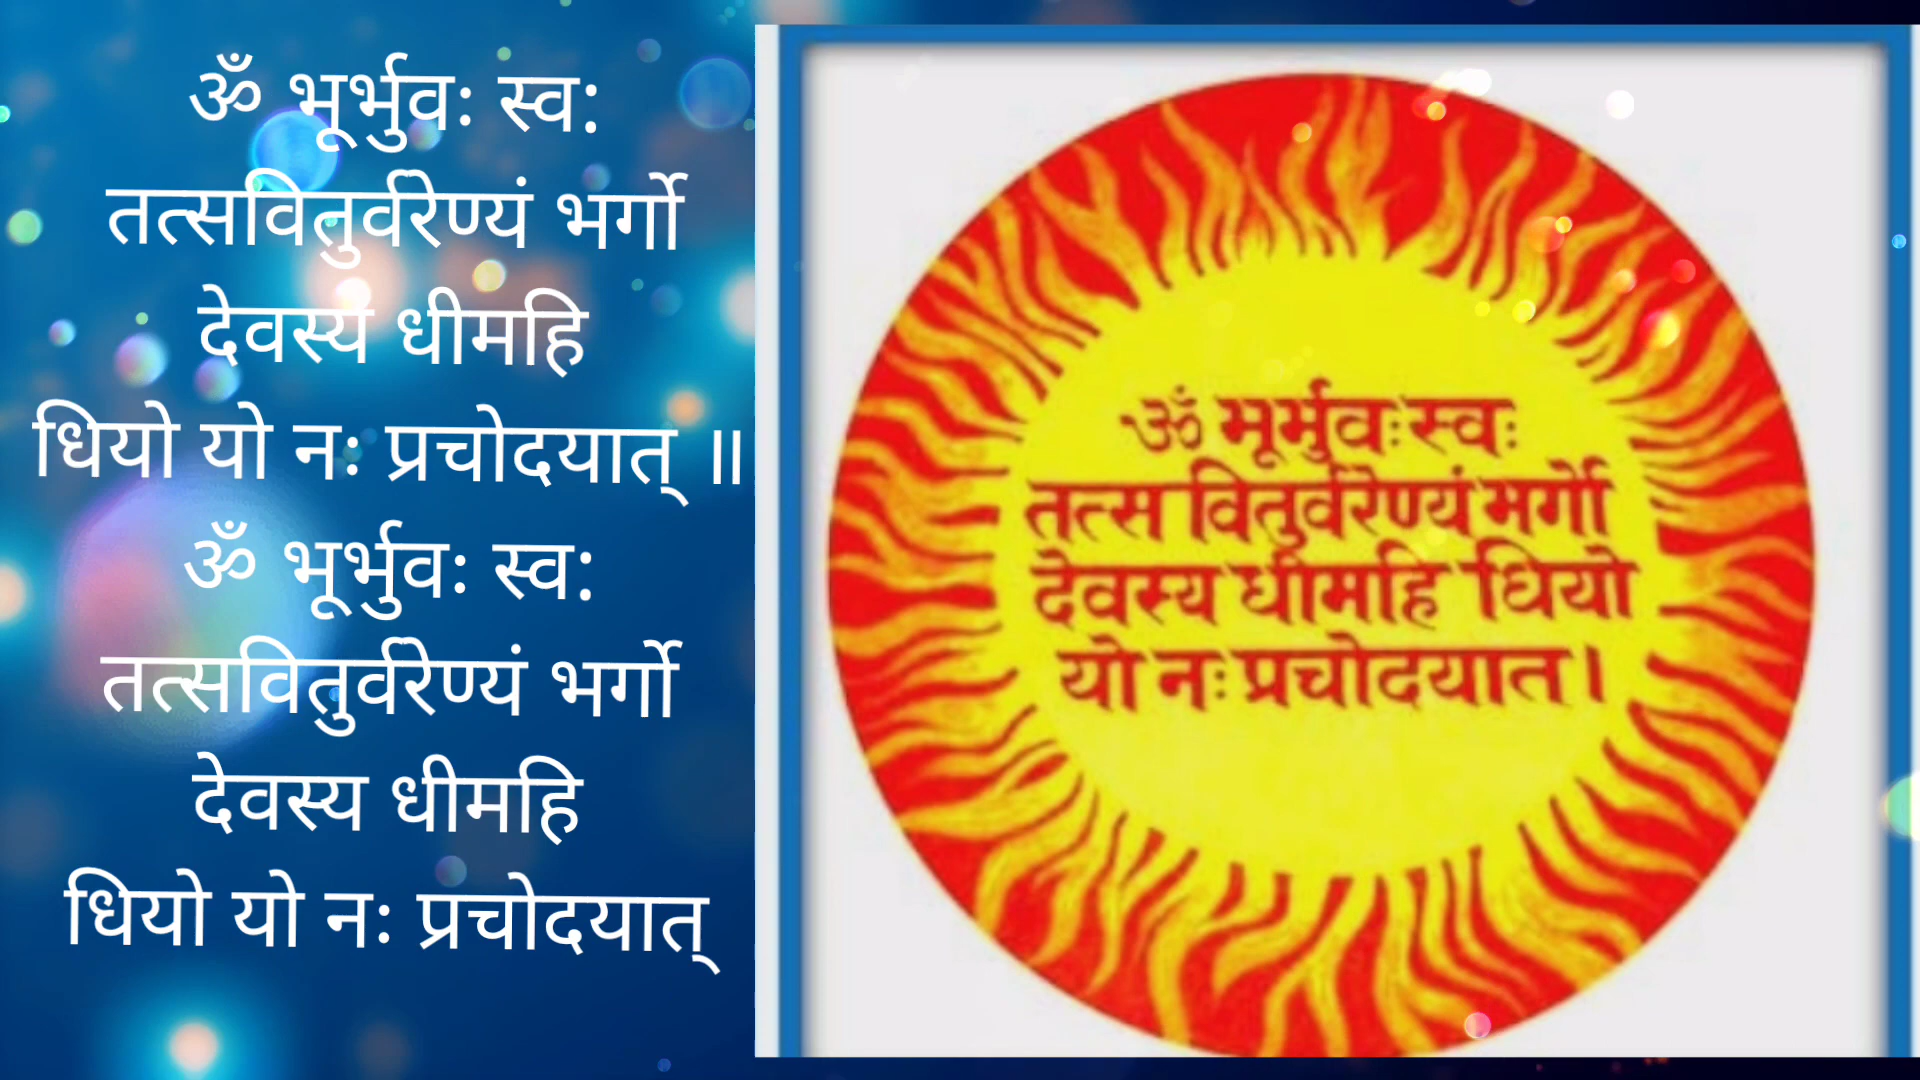 ॐ भूर्भुवः स्व:
तत्सवितुर्वरेण्यं भर्गो
देवस्य धीमहि
धियो यो नः प्रचोदयात् ॥
ॐ भूर्भुवः स्व:
तत्सवितुर्वरेण्यं भर्गो
देवस्य धीमहि
धियो यो नः प्रचोदयात्
ॐ भूर्भुवः स्वः
तत्स वितुर्वरेण्यं भर्गो
देवस्य धीमहि धियो
यो नः प्रचोदयात।